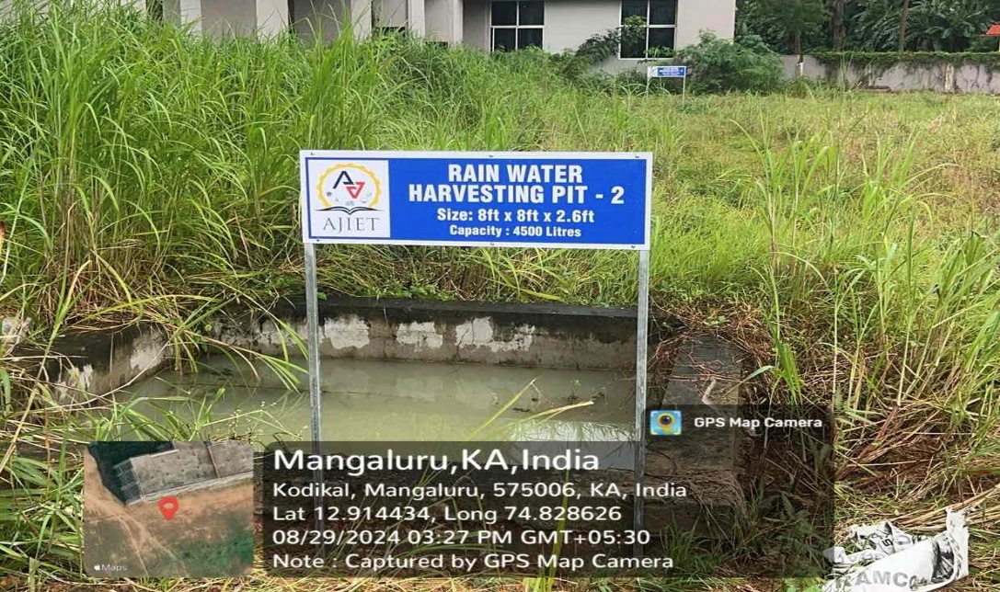 RAIN WATER
HARVESTING PIT - 2
Size: 8ft x 8ft x 2.6ft
Capacity : 4500 Litres
AJIET
GPS Map Camera
Mangaluru,KA,India
Kodikal, Mangaluru, 575006, KA, India
Lat 12.914434, Long 74.828626
08/29/2024 03:27 PM GMT+05:30
Note : Captured by GPS Map Camera
Maps
AMC